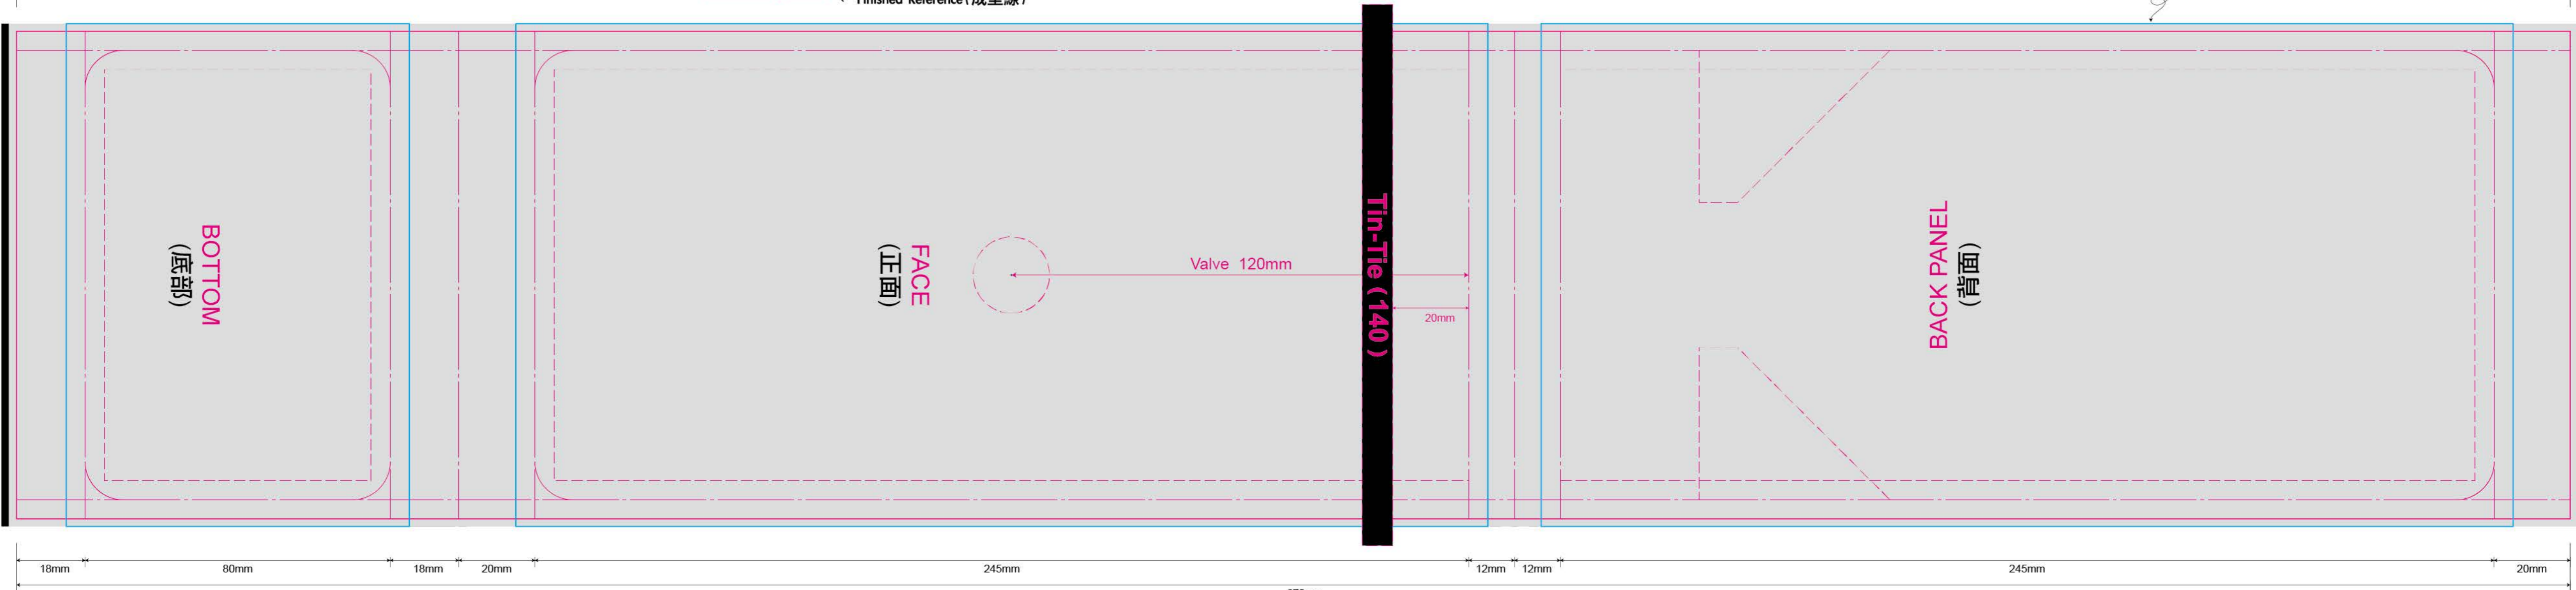 Finished Reference (成型線)
BOTTOM
(底部)
FACE
(正面)
Valve 120mm
Tin-Tie ( 140 )
20mm
BACK PANEL
(背面)
18mm
80mm
18mm
20mm
245mm
12mm
12mm
245mm
20mm